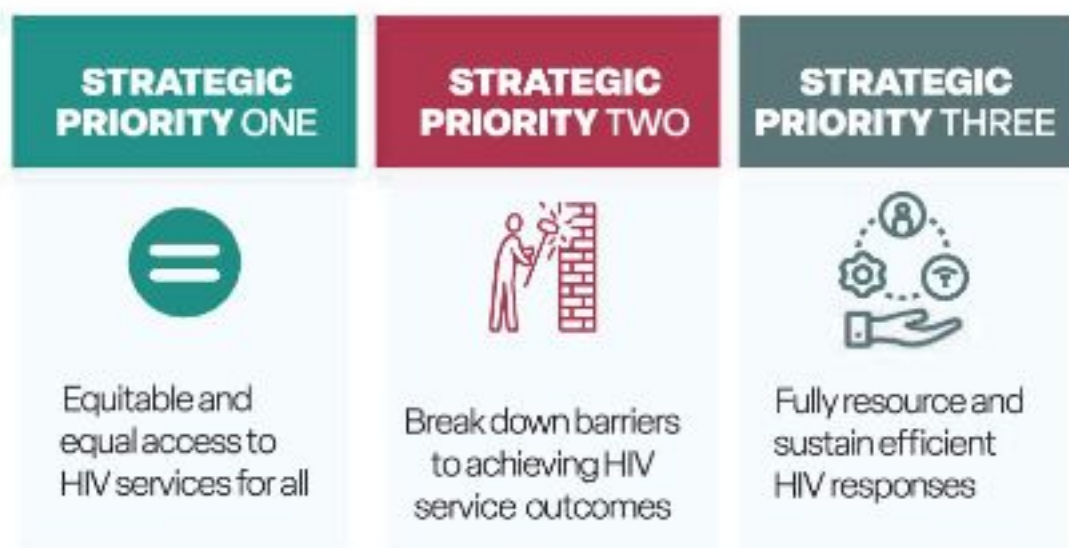 STRATEGIC
PRIORITY ONE
Equitable and
equal access to
HIV services for all
STRATEGIC
PRIORITY TWO
Break down barriers
to achieving HIV
service outcomes
STRATEGIC
PRIORITY THREE
Fully resource and
sustain efficient
HIV responses